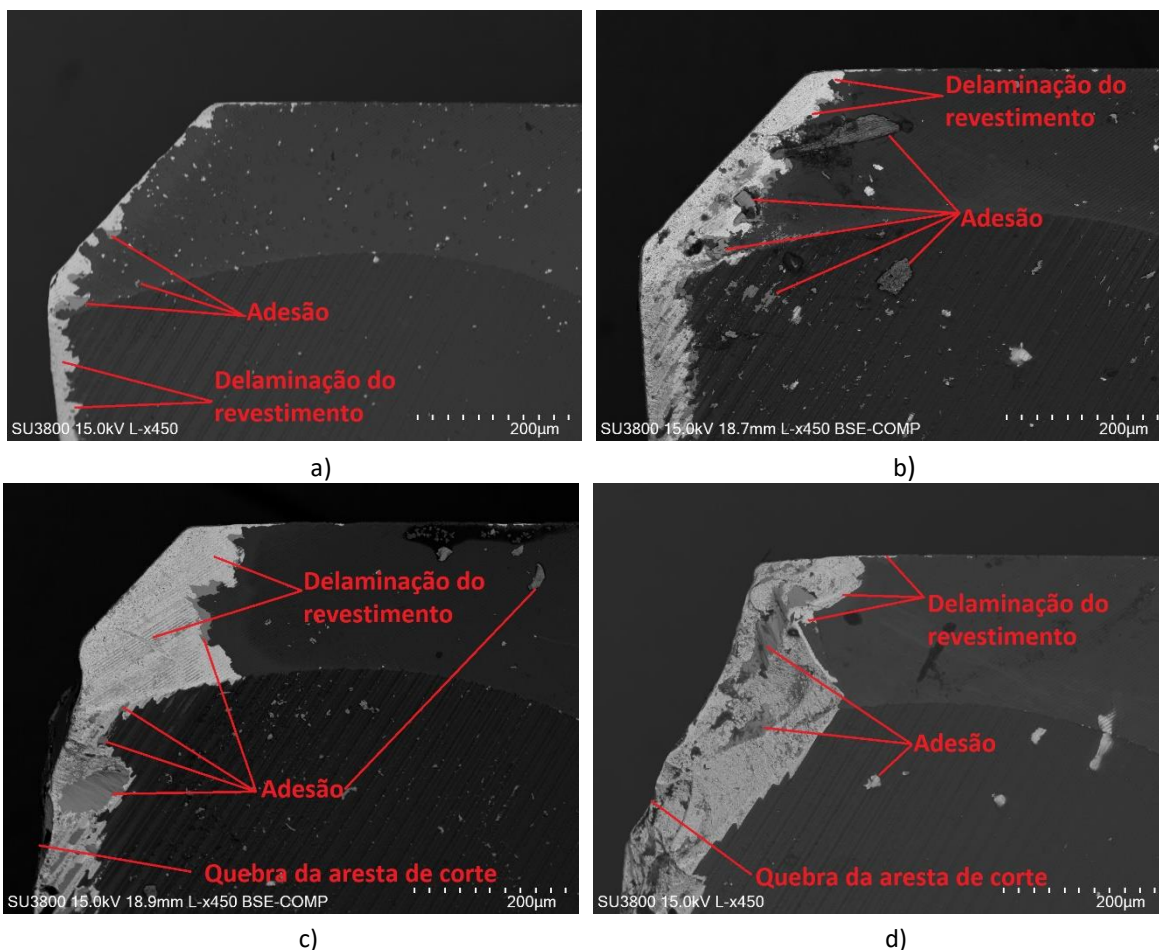 Adesão
Delaminação do
revestimento
200µm
SU3800 15.0kV L-x450
a)
Delaminação do
revestimento
Adesão
200µm
SU3800 15.0kV 18.7mm L-x450 BSE-COMP
b)
Delaminação do
revestimento
Adesão
Quebra da aresta de corte
SU3800 15.0kV 18.9mm L-x450 BSE-COMP
200µm
c)
Delaminação do
revestimento
Adesão
Quebra da aresta de corte
SU3800 15.0kV L-x450
200µm
d)